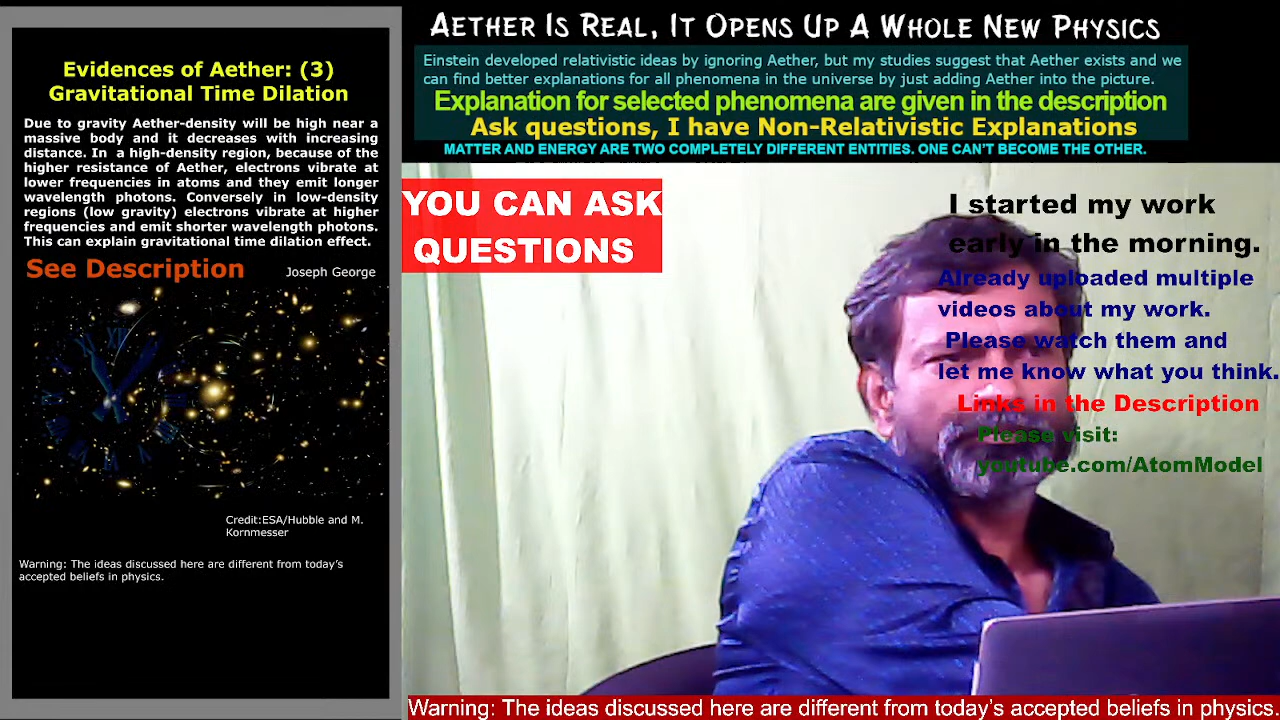 Evidences of Aether: (3)
Gravitational Time Dilation
Due to gravity Aether-density will be high near a
massive body and it decreases with increasing
distance. In a high-density region, because of the
higher resistance of Aether, electrons vibrate at
lower frequencies in atoms and they emit longer
wavelength photons. Conversely in low-density
regions (low gravity) electrons vibrate at higher
frequencies and emit shorter wavelength photons.
This can explain gravitational time dilation effect.
See Description
Joseph George
Credit:ESA/Hubble and M.
Kornmesser
Warning: The ideas discussed here are different from today's
accepted beliefs in physics.
Aether Is Real, It Opens Up A Whole New Physics
Einstein developed relativistic ideas by ignoring Aether, but my studies suggest that Aether exists and we
can find better explanations for all phenomena in the universe by just adding Aether into the picture.
Explanation for selected phenomena are given in the description
Ask questions, I have Non-Relativistic Explanations
MATTER AND ENERGY ARE TWO COMPLETELY DIFFERENT ENTITIES. ONE CAN'T BECOME THE OTHER.
YOU CAN ASK
QUESTIONS
I started my work
early in the morning.
Already uploaded multiple
videos about my work.
Please watch them and
let me know what you think.
Links in the Description
Please visit:
youtube.com/AtomModel
Warning: The ideas discussed here are different from today's accepted beliefs in physics.